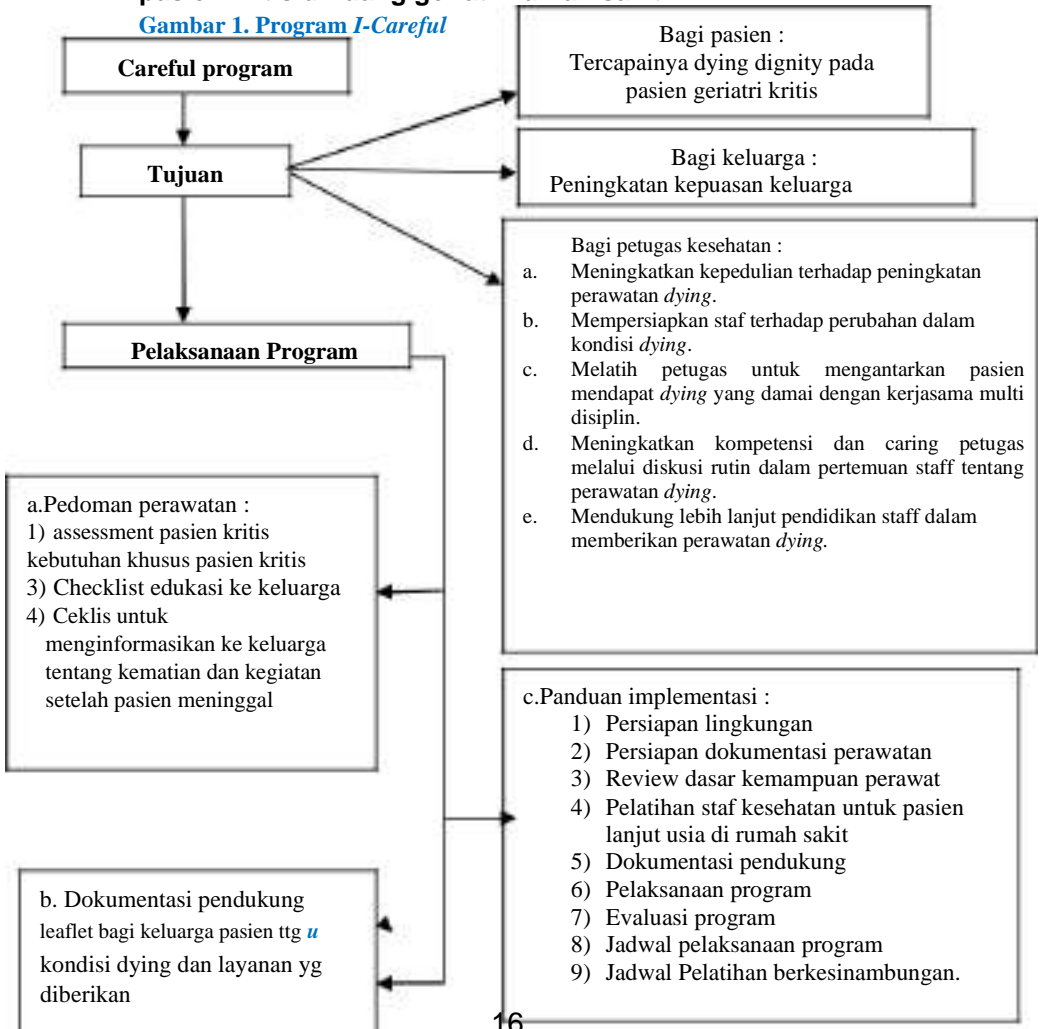 Gambar 1. Program I-Careful
Careful program
Tujuan
Bagi pasien :
Tercapainya dying dignity pada
pasien geriatri kritis
Bagi keluarga :
Peningkatan kepuasan keluarga
Bagi petugas kesehatan :
a. Meningkatkan kepedulian terhadap peningkatan
perawatan dying.
b. Mempersiapkan staf terhadap perubahan dalam
kondisi dying.
c. Melatih petugas untuk mengantarkan pasien
mendapat dying yang damai dengan kerjasama multi
disiplin.
d. Meningkatkan kompetensi dan caring petugas
melalui diskusi rutin dalam pertemuan staff tentang
perawatan dying.
e. Mendukung lebih lanjut pendidikan staff dalam
memberikan perawatan dying.
Pelaksanaan Program
a.Pedoman perawatan :
1) assessment pasien kritis
kebutuhan khusus pasien kritis
3) Checklist edukasi ke keluarga
4) Ceklis untuk
menginformasikan ke keluarga
tentang kematian dan kegiatan
setelah pasien meninggal
b. Dokumentasi pendukung
leaflet bagi keluarga pasien ttg u
kondisi dying dan layanan yg
diberikan
c.Panduan implementasi :
1) Persiapan lingkungan
2) Persiapan dokumentasi perawatan
3) Review dasar kemampuan perawat
4) Pelatihan staf kesehatan untuk pasien
lanjut usia di rumah sakit
5) Dokumentasi pendukung
6) Pelaksanaan program
7) Evaluasi program
8) Jadwal pelaksanaan program
9) Jadwal Pelatihan berkesinambungan.
16